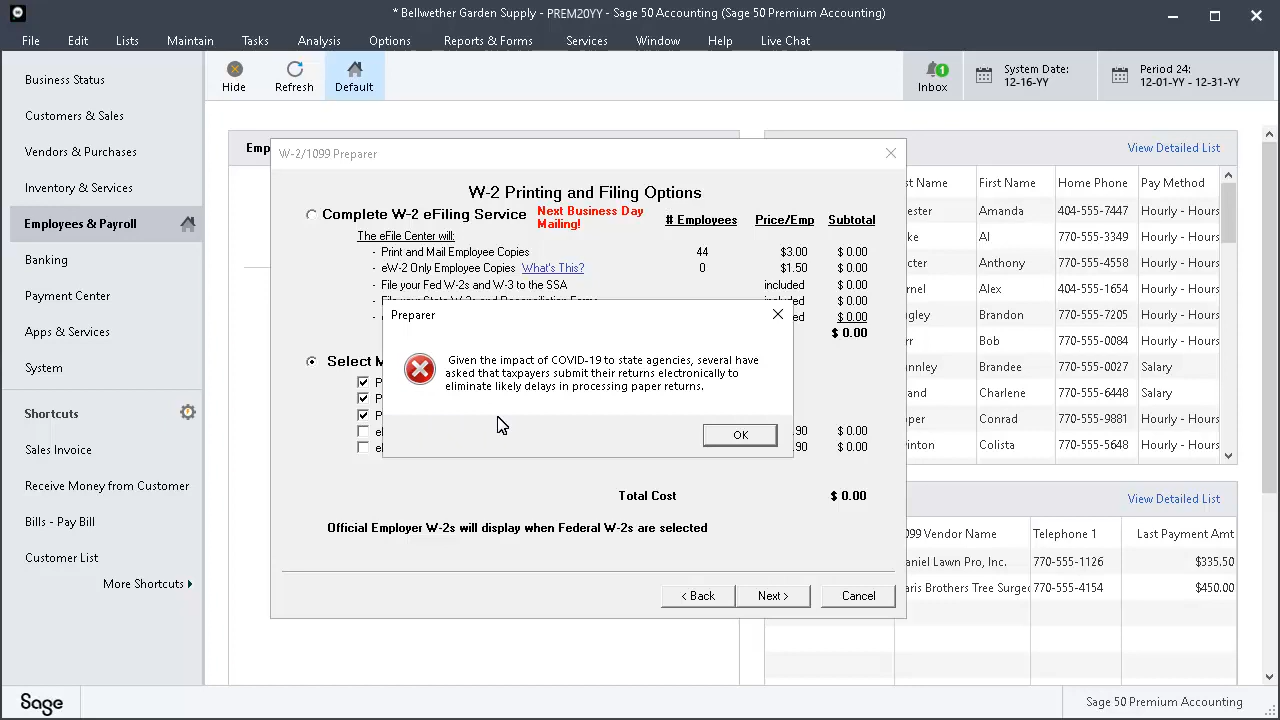 * Bellwether Garden Supply - PREM20YY - Sage 50 Accounting (Sage 50 Premium Accounting)
File Edit Lists Maintain Tasks Analysis Options Reports & Forms Services Window Help Live Chat
Business Status
Customers & Sales
Vendors & Purchases
Inventory & Services
Employees & Payroll
Banking
Payment Center
Apps & Services
System
Shortcuts
Sales Invoice
Receive Money from Customer
Bills - Pay Bill
Customer List
More Shortcuts
Sage
Hide Refresh Default
Inbox 1
System Date:
12-16-YY
Period 24:
12-01-YY - 12-31-YY
W-2/1099 Preparer
W-2 Printing and Filing Options
Complete W-2 eFiling Service
Next Business Day
Mailing!
# Employees Price/Emp Subtotal
The eFile Center will:
- Print and Mail Employee Copies 44 $3.00 $ 0.00
- eW-2 Only Employee Copies What's This? 0 $1.50 $ 0.00
- File your Fed W-2s and W-3 to the SSA included $ 0.00
$ 0.00
$ 0.00
$ 0.00
Preparer
Given the impact of COVID-19 to state agencies, several have
asked that taxpayers submit their returns electronically to
eliminate likely delays in processing paper returns.
OK
$ 0.00
$ 0.00
Total Cost $ 0.00
Official Employer W-2s will display when Federal W-2s are selected
< Back Next > Cancel
View Detailed List
First Name Home Phone Pay Method
Amanda 404-555-7447 Hourly - Hours
Al 770-555-3349 Hourly - Hours
Anthony 770-555-4558 Hourly - Hours
Alex 404-555-1654 Hourly - Hours
Brandon 770-555-7205 Hourly - Hours
Bob 770-555-0084 Hourly - Hours
Brandee 770-555-0027 Salary
Charlene 770-555-6448 Salary
Conrad 770-555-9881 Hourly - Hours
Colista 770-555-5648 Hourly - Hours
View Detailed List
1099 Vendor Name Telephone 1 Last Payment Amt
Daniel Lawn Pro, Inc. 770-555-1126 $335.50
Paris Brothers Tree Surge 770-555-4154 $450.00
Sage 50 Premium Accounting